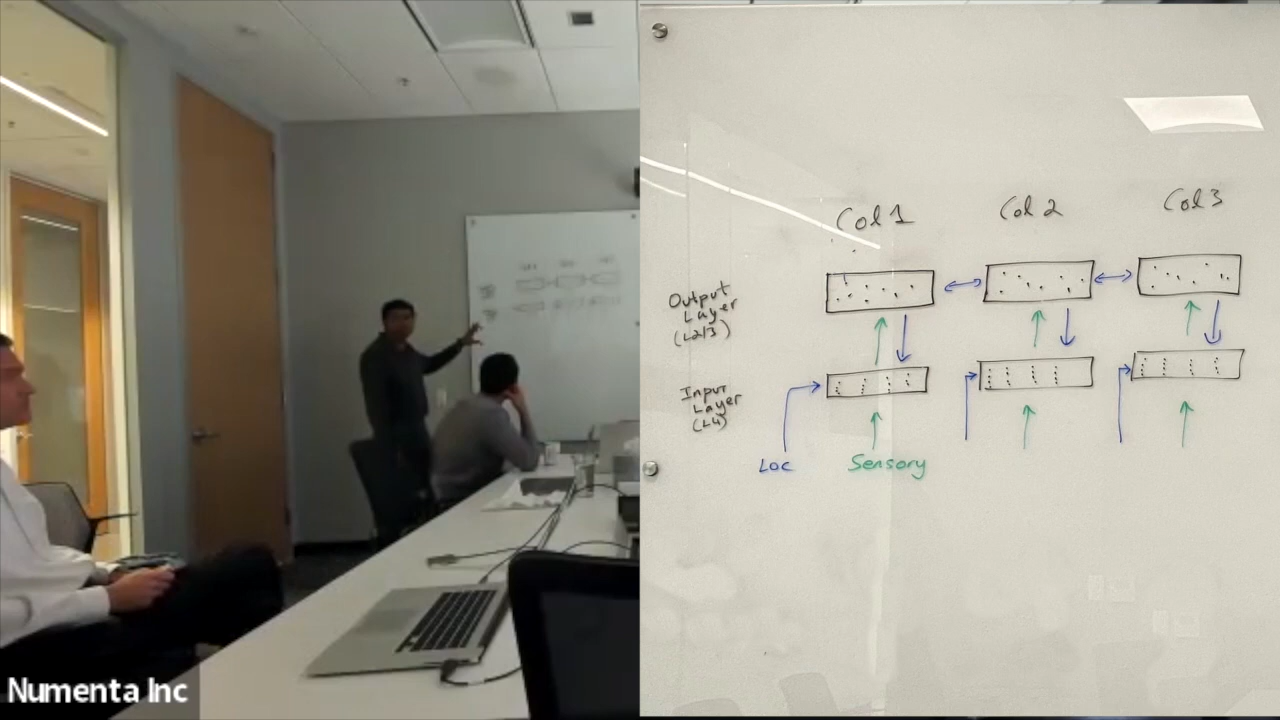 Col 1
Col 2
Col 3
Output
Layer
(L2/3)
Input
Layer
(L4)
Loc
Sensory
Numenta Inc